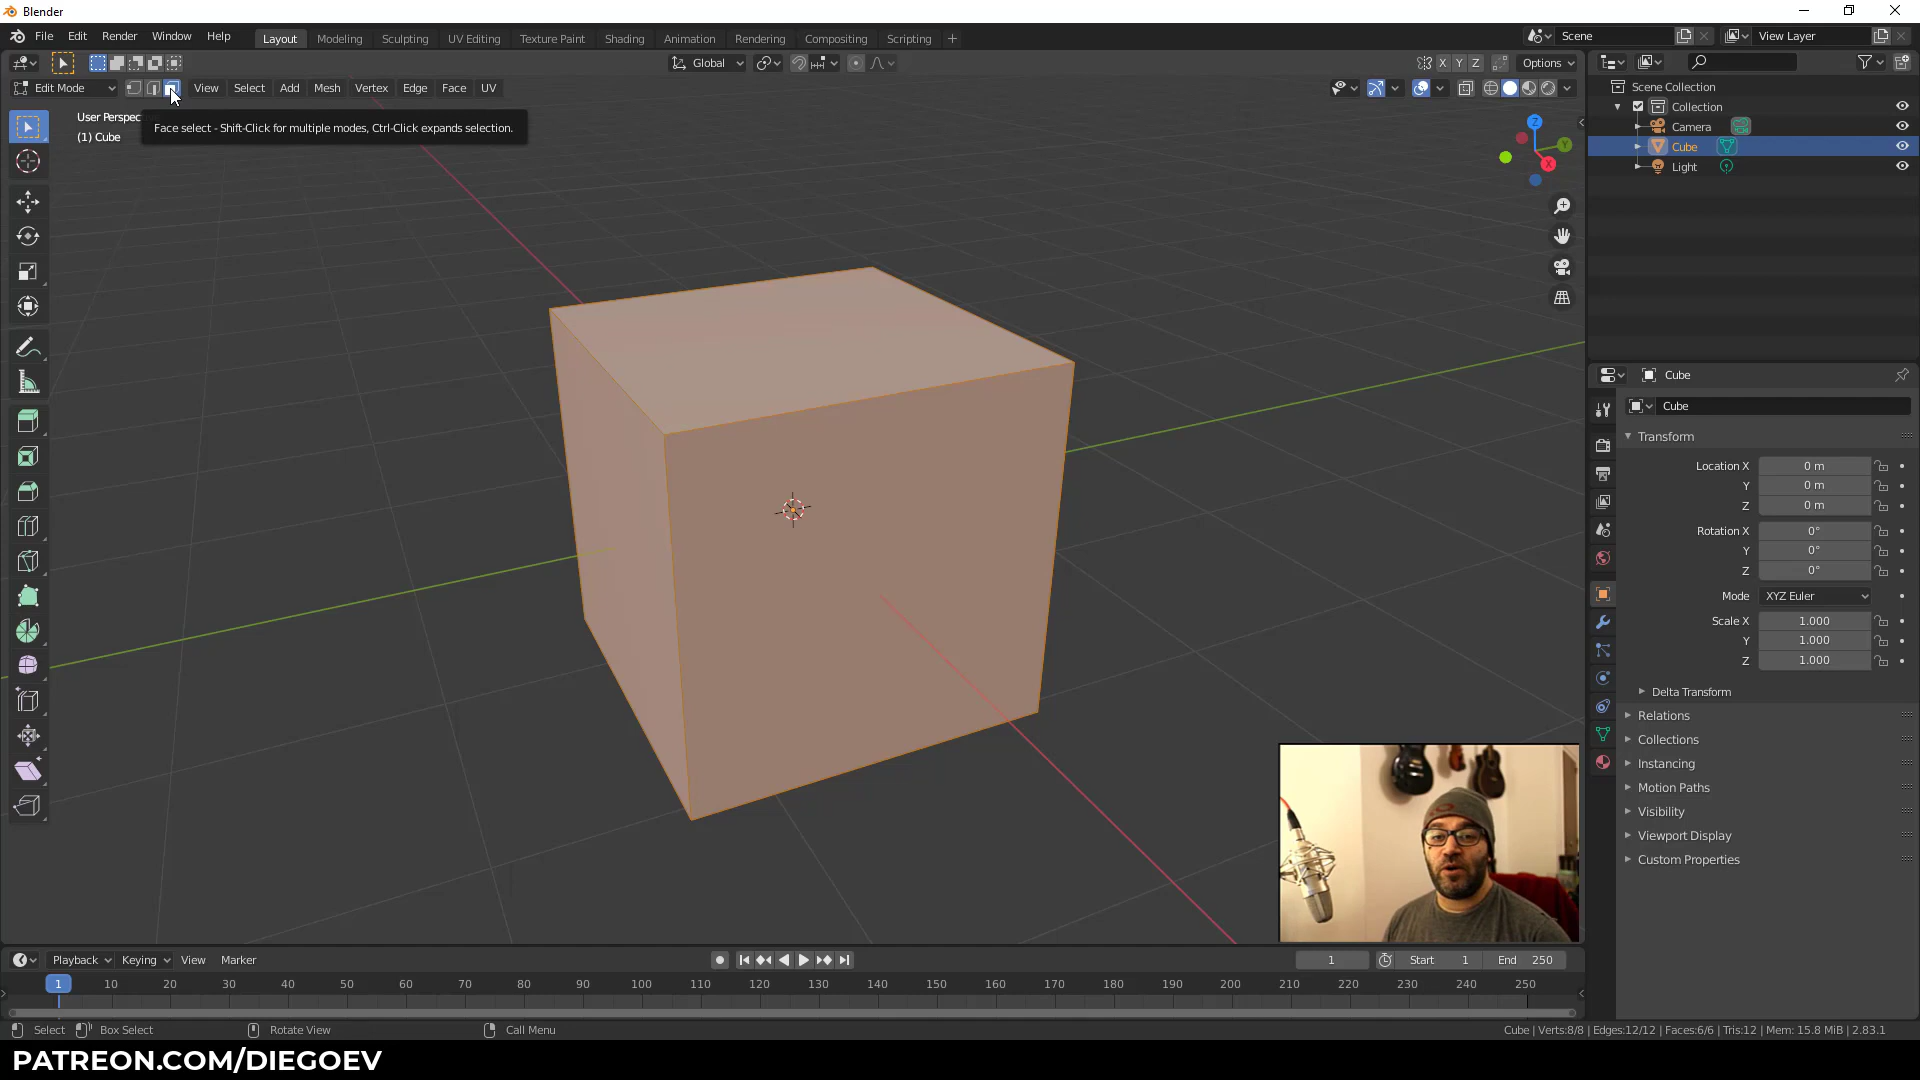 Blender
File Edit Render Window Help Layout Modeling Sculpting UV Editing Texture Paint Shading Animation Rendering Compositing Scripting + Scene View Layer
Global X Y Z Options
Edit Mode View Select Add Mesh Vertex Edge Face UV
User Perspec
(1) Cube
Face select - Shift-Click for multiple modes, Ctrl-Click expands selection.
Z
Y
X
Scene Collection
Collection
Camera
Cube
Light
Cube
Cube
Transform
Location X 0 m
Y 0 m
Z 0 m
Rotation X 0°
Y 0°
Z 0°
Mode XYZ Euler
Scale X 1.000
Y 1.000
Z 1.000
Delta Transform
Relations
Collections
Instancing
Motion Paths
Visibility
Viewport Display
Custom Properties
Playback Keying View Marker 1 Start 1 End 250
1 10 20 30 40 50 60 70 80 90 100 110 120 130 140 150 160 170 180 190 200 210 220 230 240 250
Select Box Select Rotate View Call Menu Cube | Verts:8/8 | Edges:12/12 | Faces:6/6 | Tris:12 | Mem: 15.8 MiB | 2.83.1
PATREON.COM/DIEGOEV